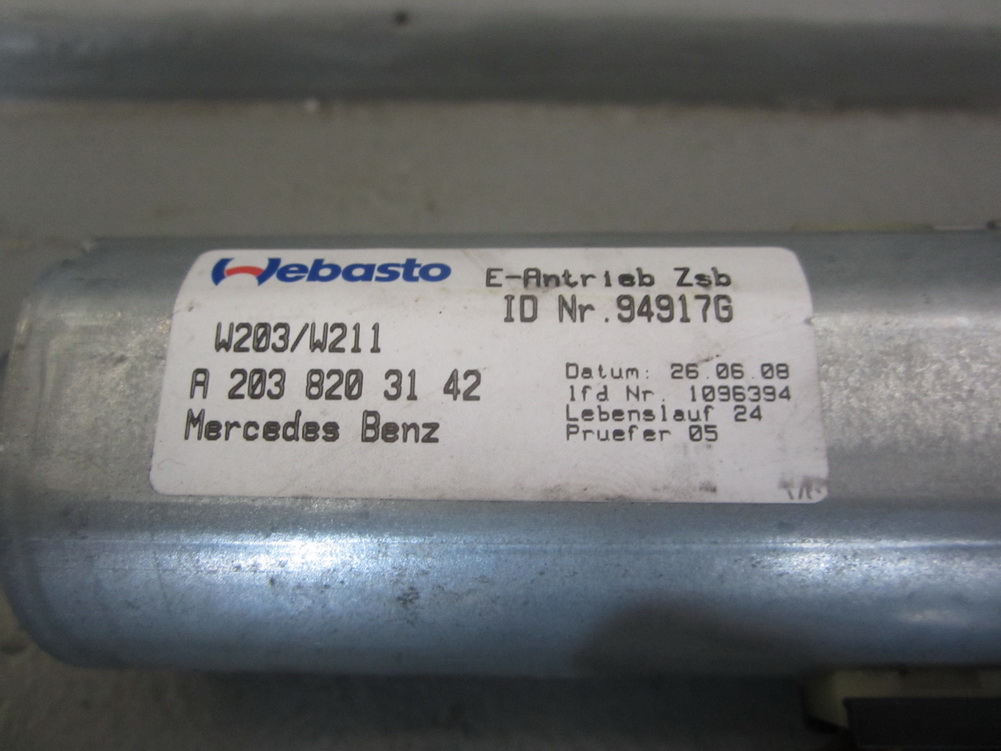 Webasto
E-Antrieb Zsb
ID Nr.94917G
W203/W211
A 203 820 31 42
Mercedes Benz
Datum: 26.06.08
lfd Nr. 1096394
Lebenslauf 24
Pruefer 05